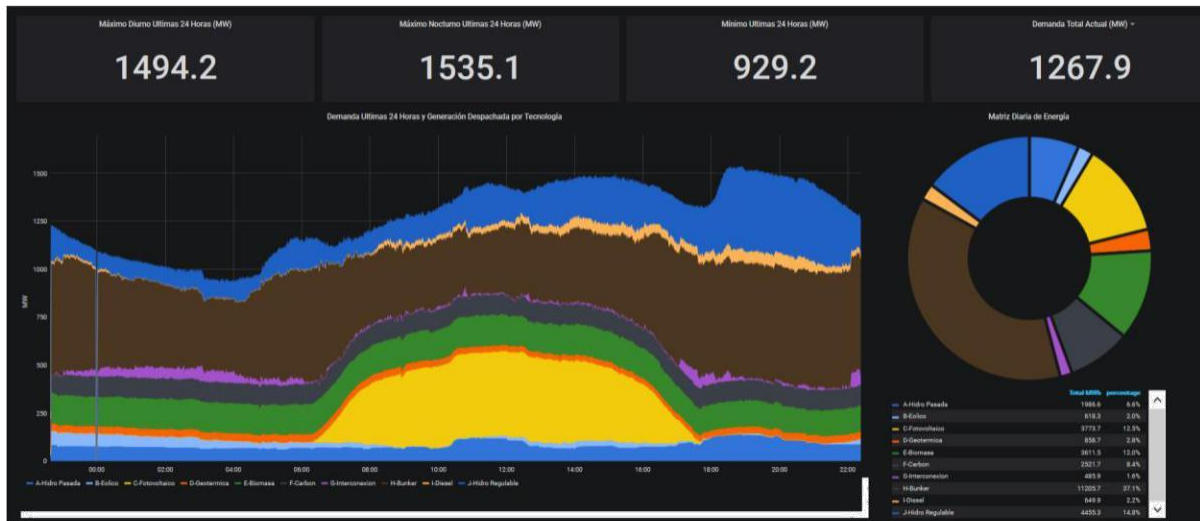 Máximo Diurno Ultimas 24 Horas (MW)
1494.2
Máximo Nocturno Ultimas 24 Horas (MW)
1535.1
Mínimo Ultimas 24 Horas (MW)
929.2
Demanda Total Actual (MW)
1267.9
Demanda Ultimas 24 Horas y Generación Despachada por Tecnología
MW
1500
1250
1000
750
500
250
0
00:00 02:00 04:00 06:00 08:00 10:00 12:00 14:00 16:00 18:00 20:00 22:00
A-Hidro Pasada B-Eolico C-Fotovoltaico D-Geotermica E-Biomasa F-Carbon G-Interconexion H-Bunker I-Diesel J-Hidro Regulable
Matriz Diaria de Energía
Total MWh percentage
A-Hidro Pasada 1986.6 6.6%
B-Eolico 618.3 2.0%
C-Fotovoltaico 3773.7 12.5%
D-Geotermica 858.7 2.8%
E-Biomasa 3611.5 12.0%
F-Carbon 2521.7 8.4%
G-Interconexion 485.9 1.6%
H-Bunker 11205.7 37.1%
I-Diesel 649.9 2.2%
J-Hidro Regulable 4455.3 14.8%